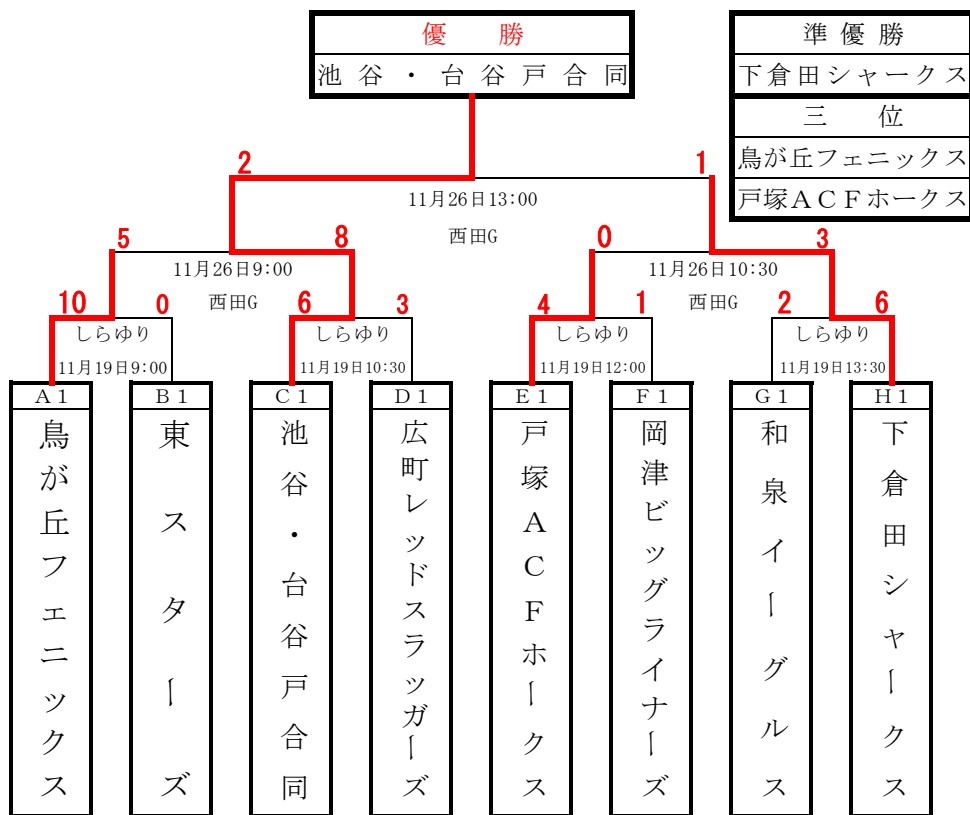 優 勝
池谷・台谷戸合同
準優勝
下倉田シャークス
三 位
鳥が丘フェニックス
戸塚ACFホークス
2
1
11月26日13:00
西田G
5
8
0
3
11月26日9:00
西田G
11月26日10:30
西田G
10
0
6
3
4
1
2
6
しらゆり
しらゆり
しらゆり
しらゆり
11月19日9:00
11月19日10:30
11月19日12:00
11月19日13:30
A1
B1
C1
D1
E1
F1
G1
H1
鳥が丘フェニックス
東スターズ
池谷・台谷戸合同
広町レッドスラッガーズ
戸塚ACFホークス
岡津ビッグライナーズ
和泉イーグルス
下倉田シャークス